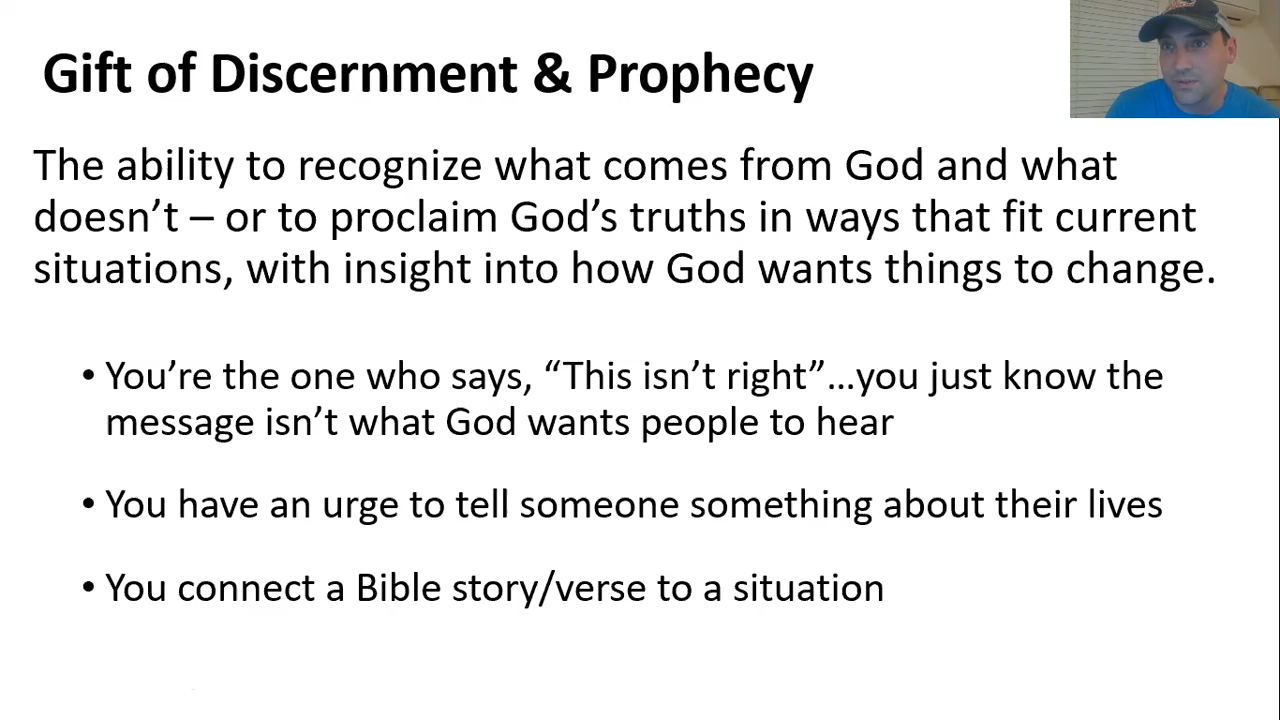 Gift of Discernment & Prophecy
The ability to recognize what comes from God and what
doesn’t – or to proclaim God’s truths in ways that fit current
situations, with insight into how God wants things to change.
• You’re the one who says, “This isn’t right”…you just know the
message isn’t what God wants people to hear
• You have an urge to tell someone something about their lives
• You connect a Bible story/verse to a situation